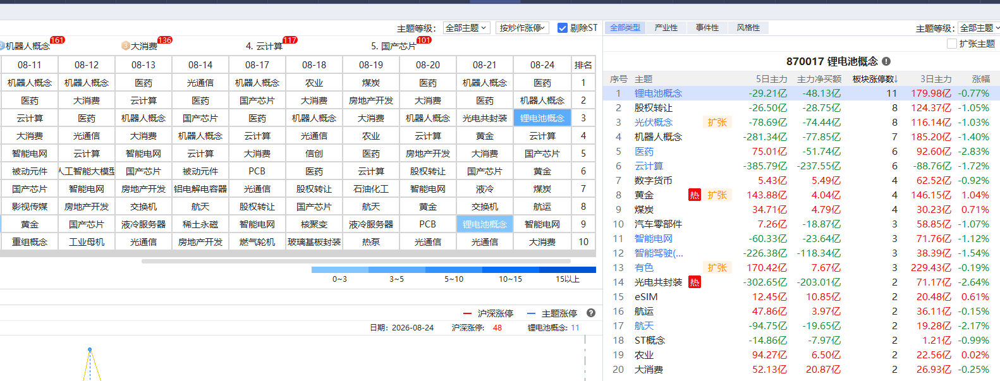 主题等级： 全部主题 按炒作涨停 剔除ST
机器人概念 161 3 大消费 136 4. 云计算 117 5. 国产芯片 101
08-11 08-12 08-13 08-14 08-17 08-18 08-19 08-20 08-21 08-24 排名
机器人概念 机器人概念 医药 光通信 机器人概念 农业 煤炭 医药 机器人概念 医药 1
医药 大消费 云计算 医药 国产芯片 大消费 房地产开发 大消费 医药 机器人概念 2
云计算 医药 机器人概念 国产芯片 医药 机器人概念 大消费 机器人概念 光电共封装 锂电池概念 3
大消费 光通信 大消费 机器人概念 云计算 光通信 农业 云计算 黄金 云计算 4
智能电网 云计算 智能电网 云计算 大消费 信创 医药 房地产开发 大消费 国产芯片 5
被动元件 人工智能大模型 国产芯片 被动元件 PCB 医药 云计算 股权转让 国产芯片 黄金 6
国产芯片 智能电网 房地产开发 铝电解电容器 光通信 股权转让 石油化工 智能电网 液冷 煤炭 7
影视传媒 房地产开发 交换机 航天 股权转让 国产芯片 航天 黄金 交换机 航运 8
黄金 国产芯片 液冷服务器 稀土永磁 智能电网 核聚变 液冷服务器 PCB 锂电池概念 智能电网 9
重组概念 工业母机 光通信 房地产开发 燃气轮机 玻璃基板封装 热泵 光通信 光通信 大消费 10
0~3 3~5 5~10 10~15 15以上
沪深涨停 主题涨停 ?
日期：2026-08-24 沪深涨停: 48 锂电池概念: 11
全部类型 产业性 事件性 风格性 主题等级： 全部主题
扩张主题
870017 锂电池概念 !
序号 主题 5日主力 主力净买额 板块涨停数↓ 3日主力 涨幅
1 锂电池概念 -29.21亿 -48.13亿 11 179.98亿 -0.77%
2 股权转让 -26.50亿 -28.75亿 8 124.37亿 -1.05%
3 光伏概念 扩张 -78.69亿 -74.44亿 8 116.14亿 -1.03%
4 机器人概念 -281.34亿 -77.85亿 7 185.20亿 -1.40%
5 医药 75.01亿 -51.74亿 6 92.60亿 -2.83%
6 云计算 -385.79亿 -237.55亿 6 -88.76亿 -1.72%
7 数字货币 5.43亿 5.49亿 4 62.52亿 -0.92%
8 黄金 热 扩张 143.88亿 4.04亿 4 146.15亿 1.04%
9 煤炭 34.71亿 4.79亿 4 30.23亿 0.71%
10 汽车零部件 7.26亿 -18.87亿 3 58.85亿 -1.07%
11 智能电网 -60.33亿 -23.64亿 3 71.76亿 -1.12%
12 智能驾驶(... -226.38亿 -118.34亿 3 38.39亿 -1.54%
13 有色 扩张 170.42亿 7.67亿 3 229.43亿 -0.19%
14 光电共封装 热 -302.65亿 -203.01亿 2 71.17亿 -2.64%
15 eSIM 12.45亿 10.85亿 2 20.48亿 0.61%
16 航运 47.86亿 3.97亿 2 36.11亿 -0.15%
17 航天 -94.75亿 -19.65亿 2 19.28亿 -2.17%
18 ST概念 -14.86亿 -7.97亿 2 1.21亿 -0.99%
19 农业 94.27亿 6.50亿 2 22.56亿 0.02%
20 大消费 52.13亿 20.87亿 2 26.93亿 -0.25%